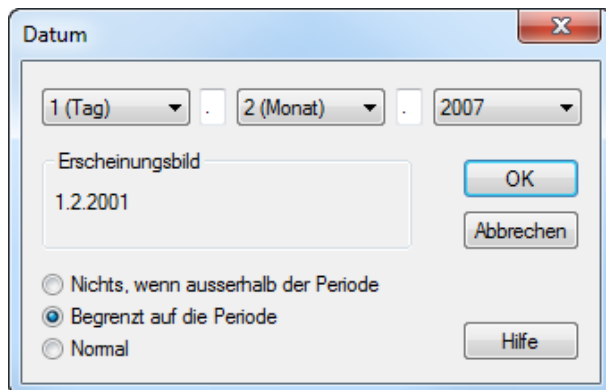 Datum
1 (Tag) . 2 (Monat) . 2007
Erscheinungsbild
1.2.2001
OK
Abbrechen
Nichts, wenn ausserhalb der Periode
Begrenzt auf die Periode
Normal
Hilfe